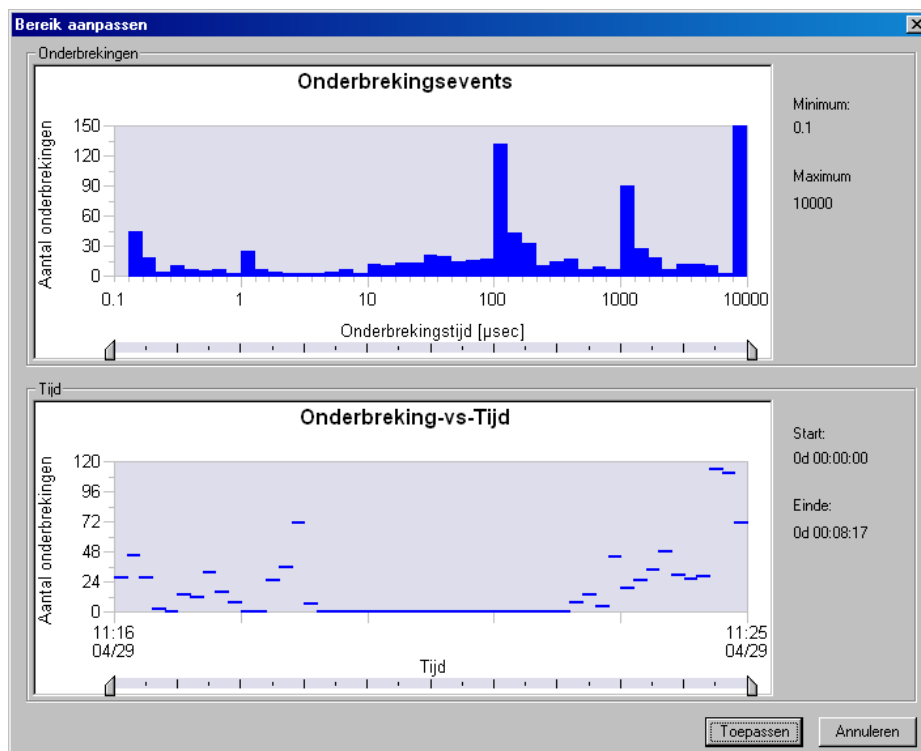 Bereik aanpassen
Onderbrekingen
Onderbrekingsevents
Aantal onderbrekingen
150
120
90
60
30
0
0.1
1
10
100
1000
10000
Onderbrekingstijd [µsec]
Minimum:
0.1
Maximum
10000
Tijd
Onderbreking-vs-Tijd
Aantal onderbrekingen
120
96
72
48
24
0
11:16
04/29
11:25
04/29
Tijd
Start:
0d 00:00:00
Einde:
0d 00:08:17
Toepassen
Annuleren